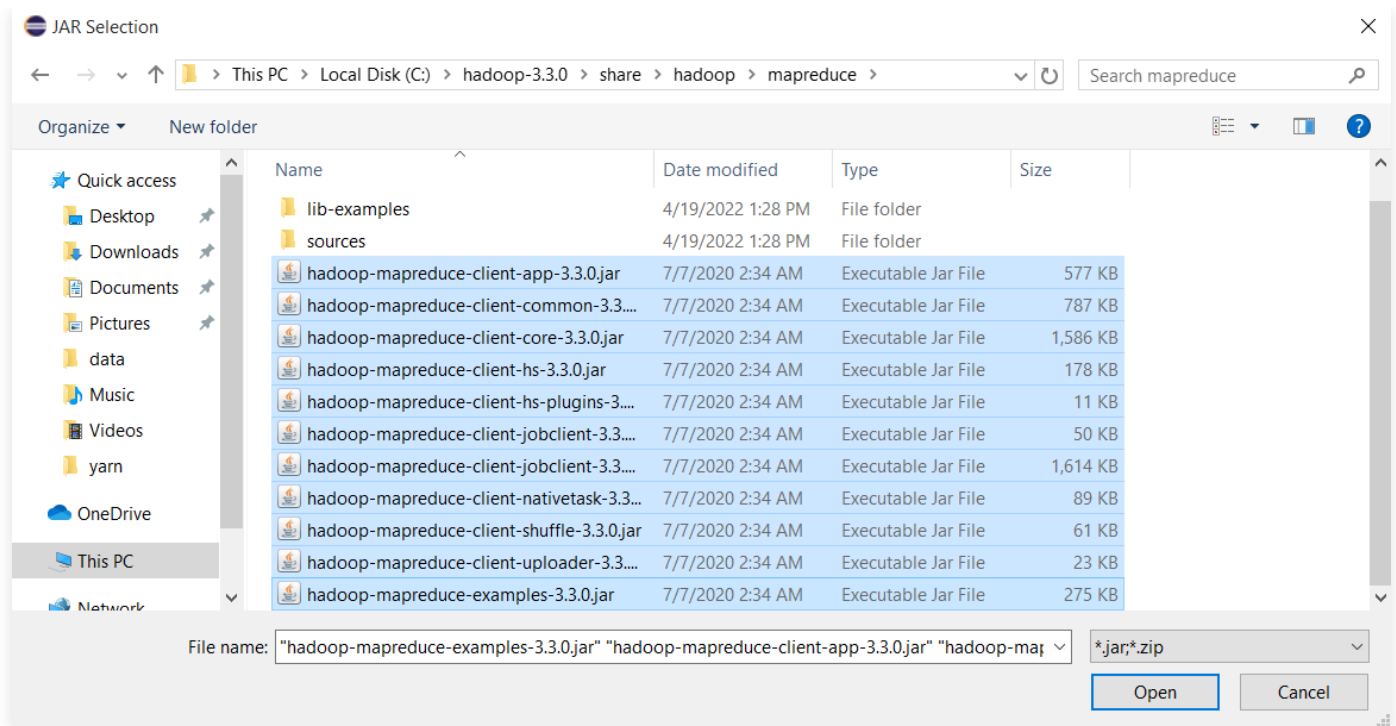 JAR Selection
This PC > Local Disk (C:) > hadoop-3.3.0 > share > hadoop > mapreduce >
Search mapreduce
Organize
New folder
Name Date modified Type Size
Quick access
Desktop
Downloads
Documents
Pictures
data
Music
Videos
yarn
OneDrive
This PC
Network
lib-examples 4/19/2022 1:28 PM File folder
sources 4/19/2022 1:28 PM File folder
hadoop-mapreduce-client-app-3.3.0.jar 7/7/2020 2:34 AM Executable Jar File 577 KB
hadoop-mapreduce-client-common-3.3.... 7/7/2020 2:34 AM Executable Jar File 787 KB
hadoop-mapreduce-client-core-3.3.0.jar 7/7/2020 2:34 AM Executable Jar File 1,586 KB
hadoop-mapreduce-client-hs-3.3.0.jar 7/7/2020 2:34 AM Executable Jar File 178 KB
hadoop-mapreduce-client-hs-plugins-3.... 7/7/2020 2:34 AM Executable Jar File 11 KB
hadoop-mapreduce-client-jobclient-3.3.... 7/7/2020 2:34 AM Executable Jar File 50 KB
hadoop-mapreduce-client-jobclient-3.3.... 7/7/2020 2:34 AM Executable Jar File 1,614 KB
hadoop-mapreduce-client-nativetask-3.3... 7/7/2020 2:34 AM Executable Jar File 89 KB
hadoop-mapreduce-client-shuffle-3.3.0.jar 7/7/2020 2:34 AM Executable Jar File 61 KB
hadoop-mapreduce-client-uploader-3.3.... 7/7/2020 2:34 AM Executable Jar File 23 KB
hadoop-mapreduce-examples-3.3.0.jar 7/7/2020 2:34 AM Executable Jar File 275 KB
File name: "hadoop-mapreduce-examples-3.3.0.jar" "hadoop-mapreduce-client-app-3.3.0.jar" "hadoop-map
*.jar;*.zip
Open
Cancel